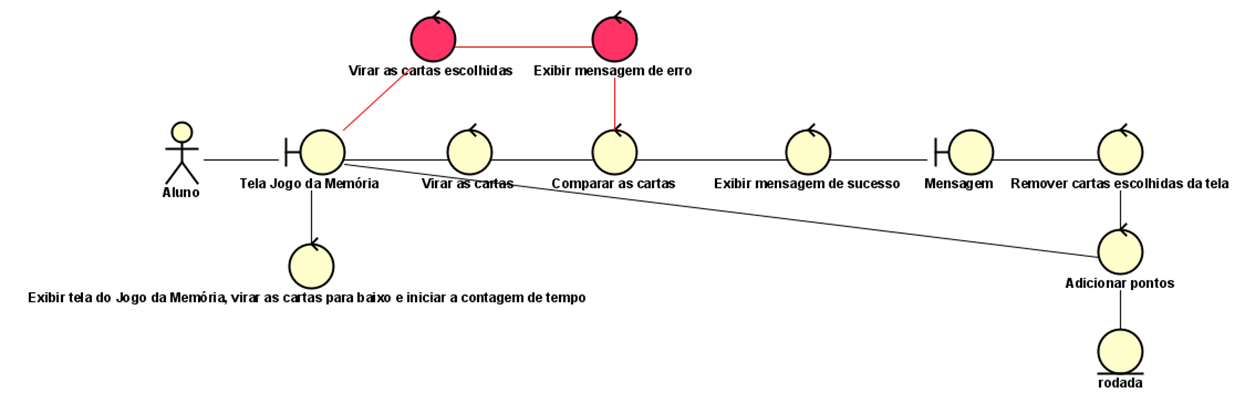 Virar as cartas escolhidas
Exibir mensagem de erro
Aluno
Tela Jogo da Memória
Virar as cartas
Comparar as cartas
Exibir mensagem de sucesso
Mensagem
Remover cartas escolhidas da tela
Adicionar pontos
Exibir tela do Jogo da Memória, virar as cartas para baixo e iniciar a contagem de tempo
rodada